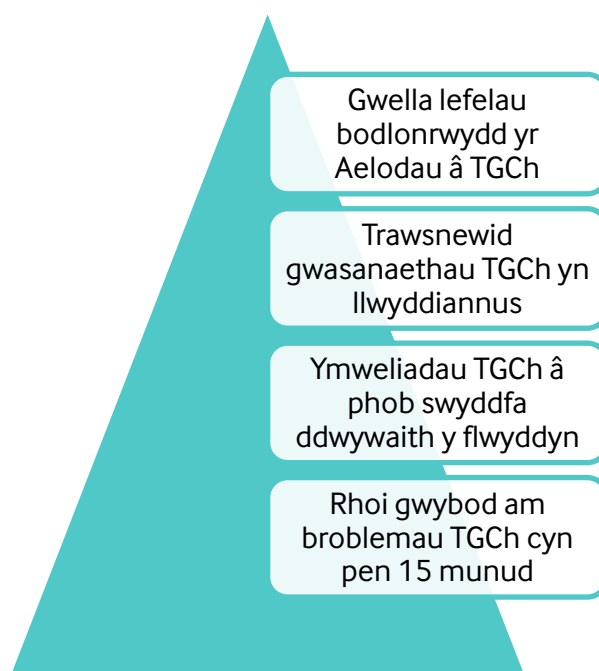 Gwella lefelau
bodlonrwydd yr
Aelodau â TGCh
Trawsnewid
gwasanaethau TGCh yn
llwyddiannus
Ymweliadau TGCh â
phob swyddfa
ddwywaith y flwyddyn
Rhoi gwybod am
broblemau TGCh cyn
pen 15 munud